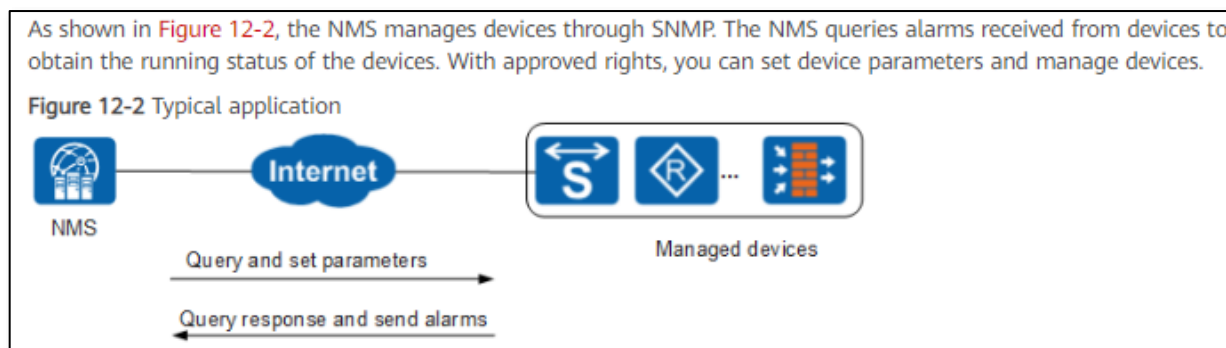 As shown in Figure 12-2, the NMS manages devices through SNMP. The NMS queries alarms received from devices to
obtain the running status of the devices. With approved rights, you can set device parameters and manage devices.
Figure 12-2 Typical application
Internet
S
R
...
NMS
Managed devices
Query and set parameters
Query response and send alarms